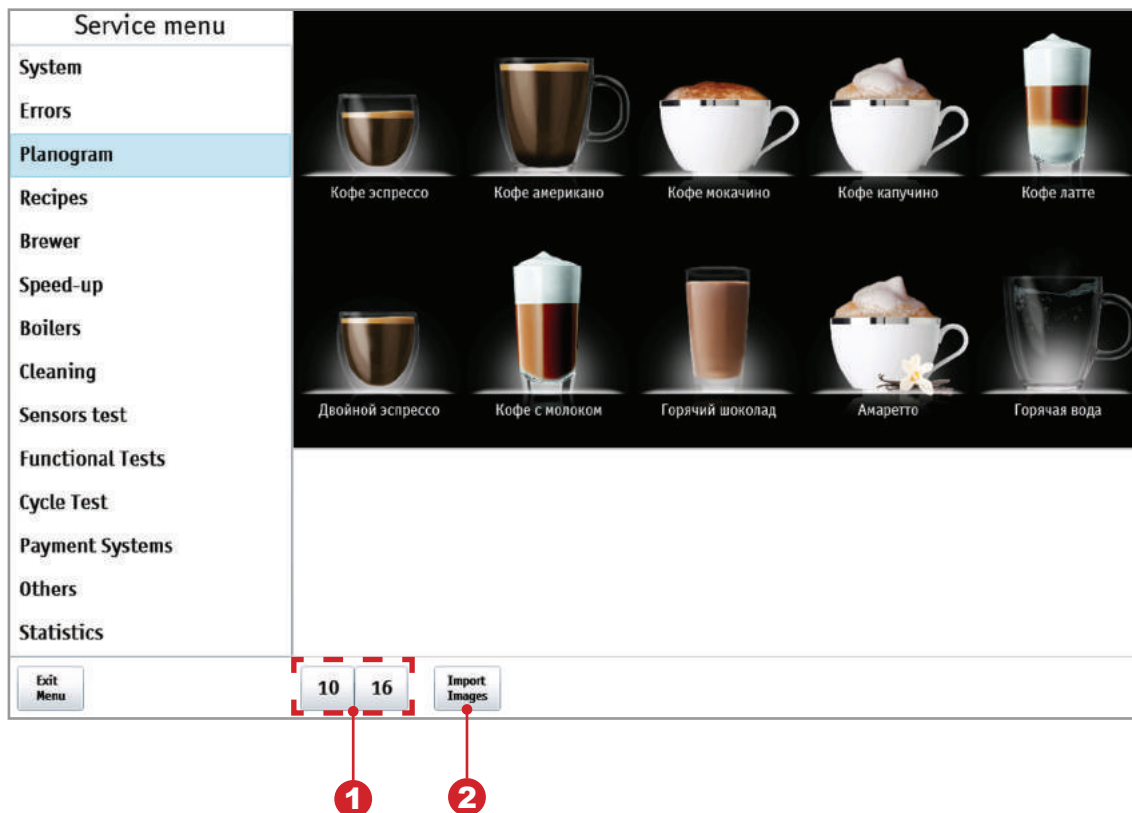 Service menu
System
Errors
Planogram
Recipes
Brewer
Speed-up
Boilers
Cleaning
Sensors test
Functional Tests
Cycle Test
Payment Systems
Others
Statistics
Кофе эспрессо
Кофе американо
Кофе мокачино
Кофе капучино
Кофе латте
Двойной эспрессо
Кофе с молоком
Горячий шоколад
Амаретто
Горячая вода
Exit
Menu
10
16
Import
Images
1
2